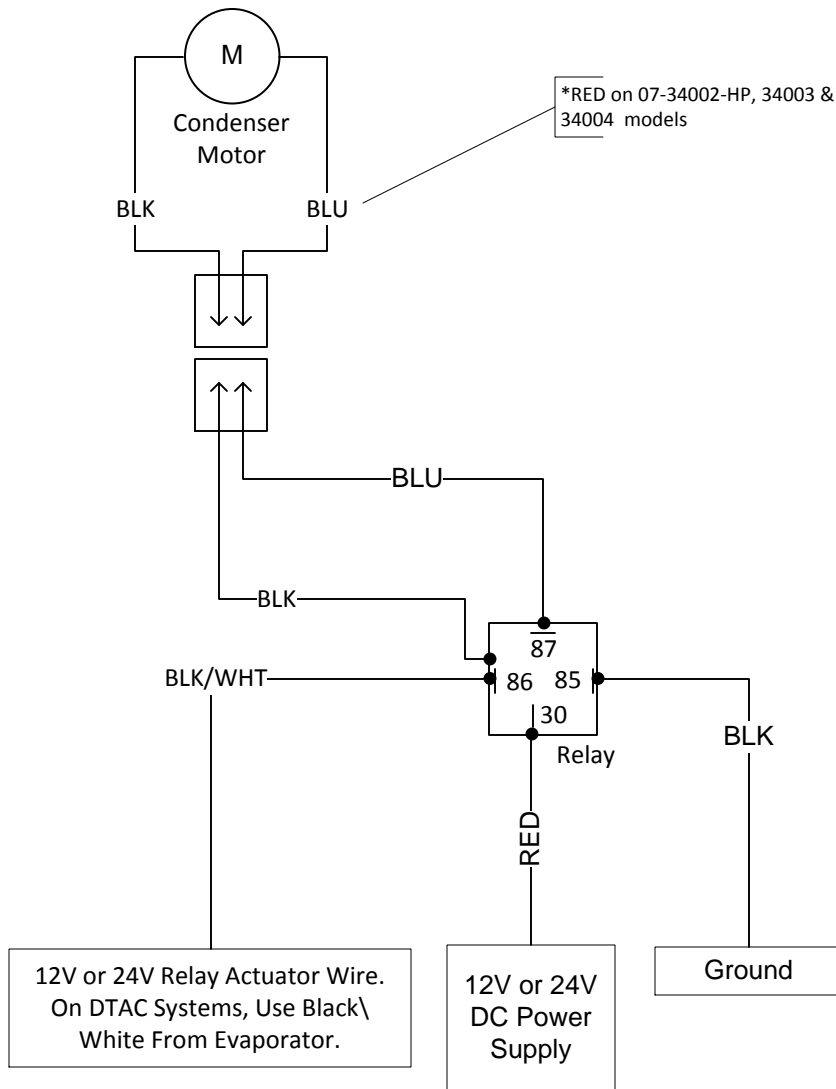 M
Condenser
Motor
*RED on 07-34002-HP, 34003 &
34004 models
BLK
BLU
BLU
BLK
87
BLK/WHT
86
85
30
BLK
Relay
RED
12V or 24V Relay Actuator Wire.
On DTAC Systems, Use Black\
White From Evaporator.
12V or 24V
DC Power
Supply
Ground